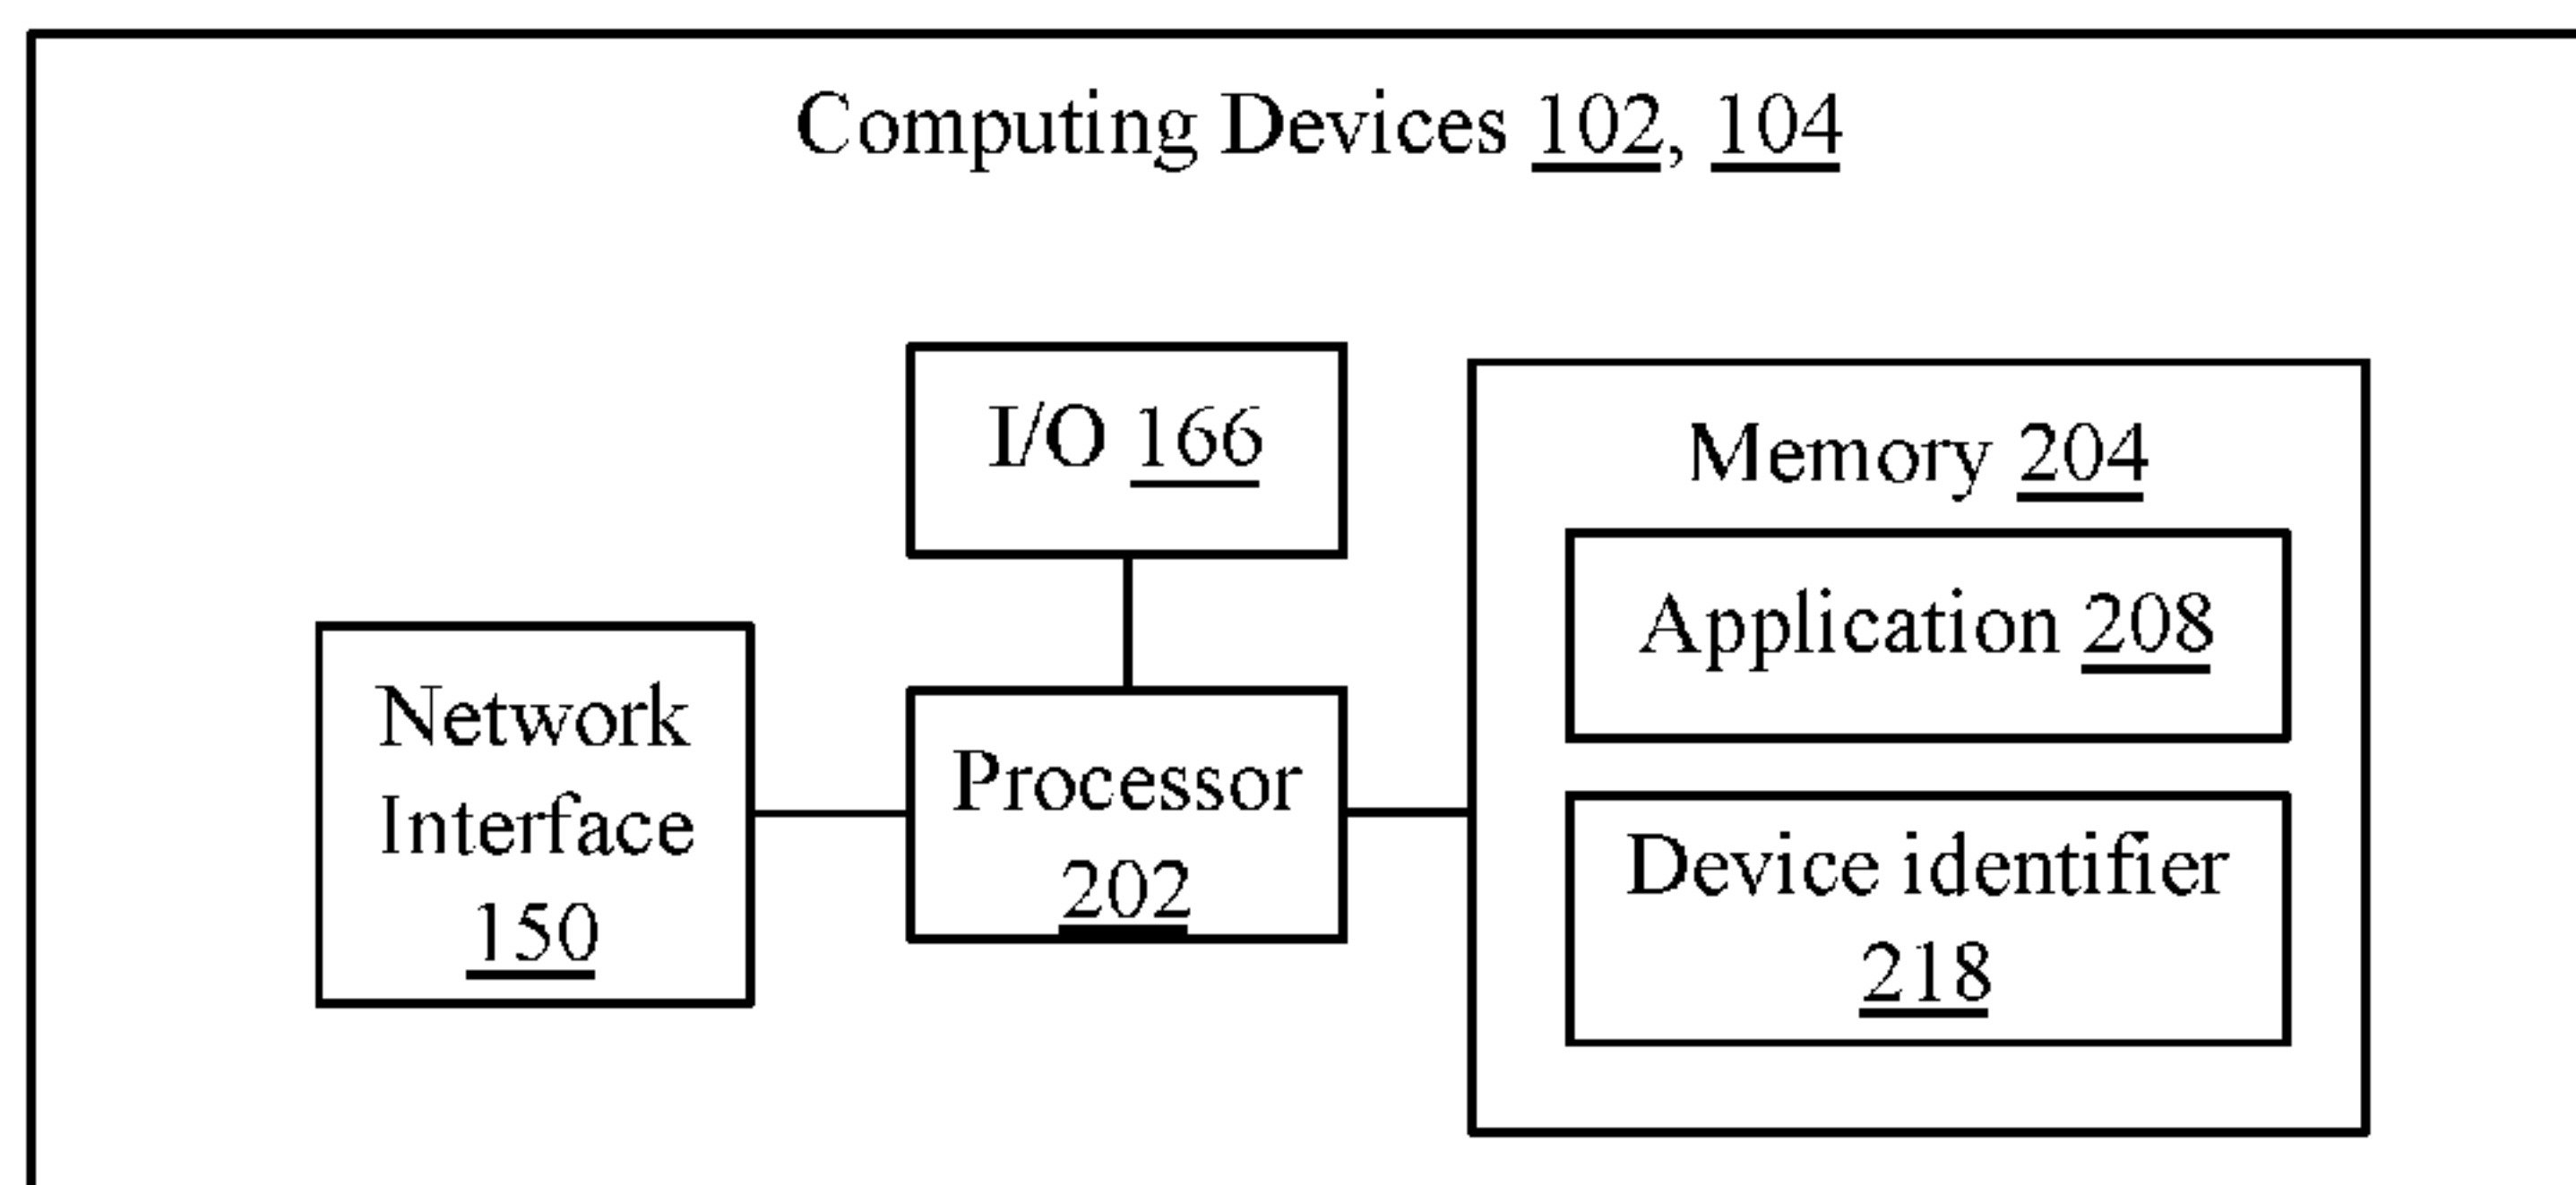 Computing Devices 102, 104
I/O 166
Memory 204
Application 208
Network
Interface
150
Processor
202
Device identifier
218